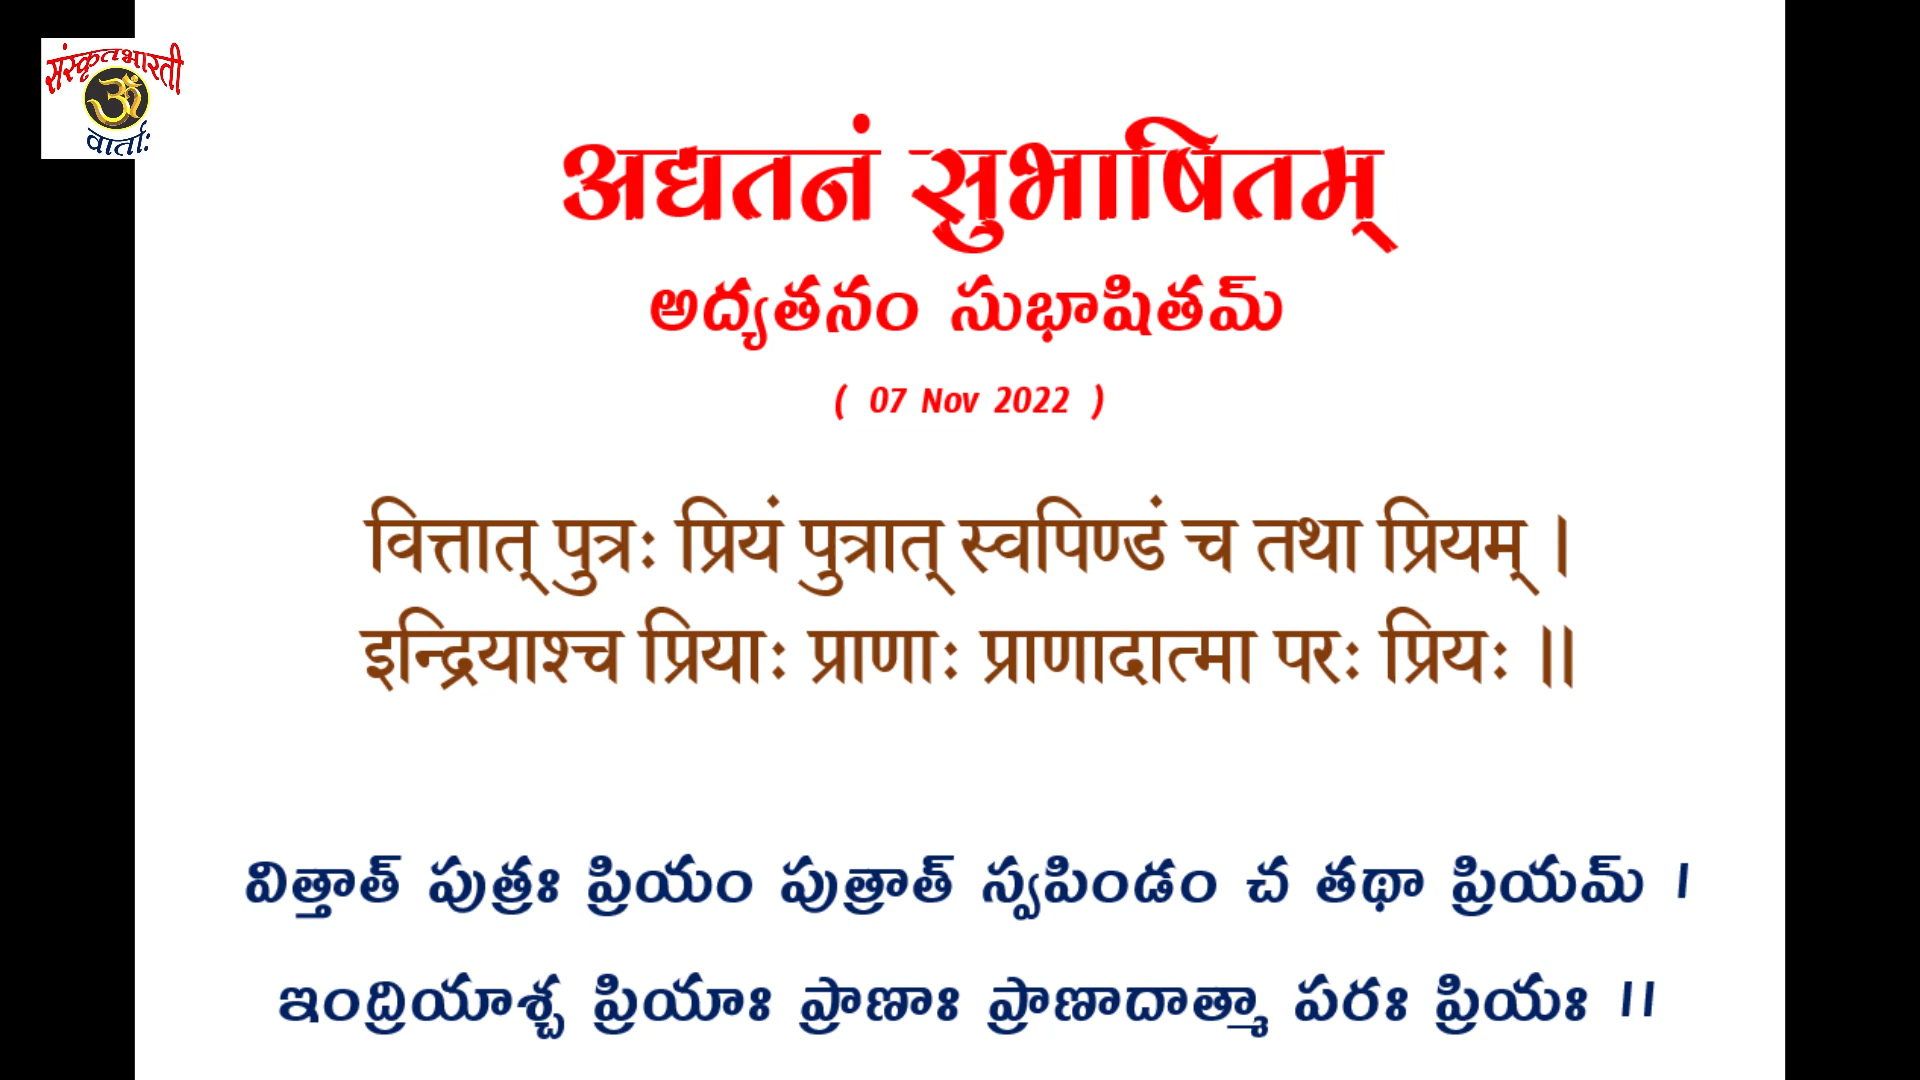 संस्कृतभारती
वार्ताः
अद्यतनं सुभाषितम्
అద్యతనం సుభాషితమ్
( 07 Nov 2022 )
वित्तात् पुत्रः प्रियं पुत्रात् स्वपिण्डं च तथा प्रियम् ।
इन्द्रियाश्च प्रियाः प्राणाः प्राणादात्मा परः प्रियः ॥
విత్తాత్ పుత్రః ప్రియం పుత్రాత్ స్వపిండం చ తథా ప్రియమ్ ।
ఇంద్రియాశ్చ ప్రియాః ప్రాణాః ప్రాణాదాత్మా పరః ప్రియః ।।